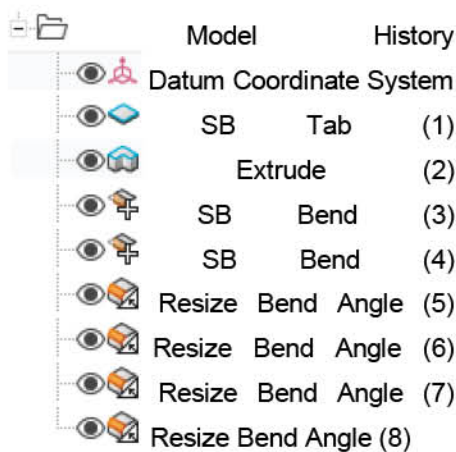 Model History
Datum Coordinate System
SB Tab (1)
Extrude (2)
SB Bend (3)
SB Bend (4)
Resize Bend Angle (5)
Resize Bend Angle (6)
Resize Bend Angle (7)
Resize Bend Angle (8)